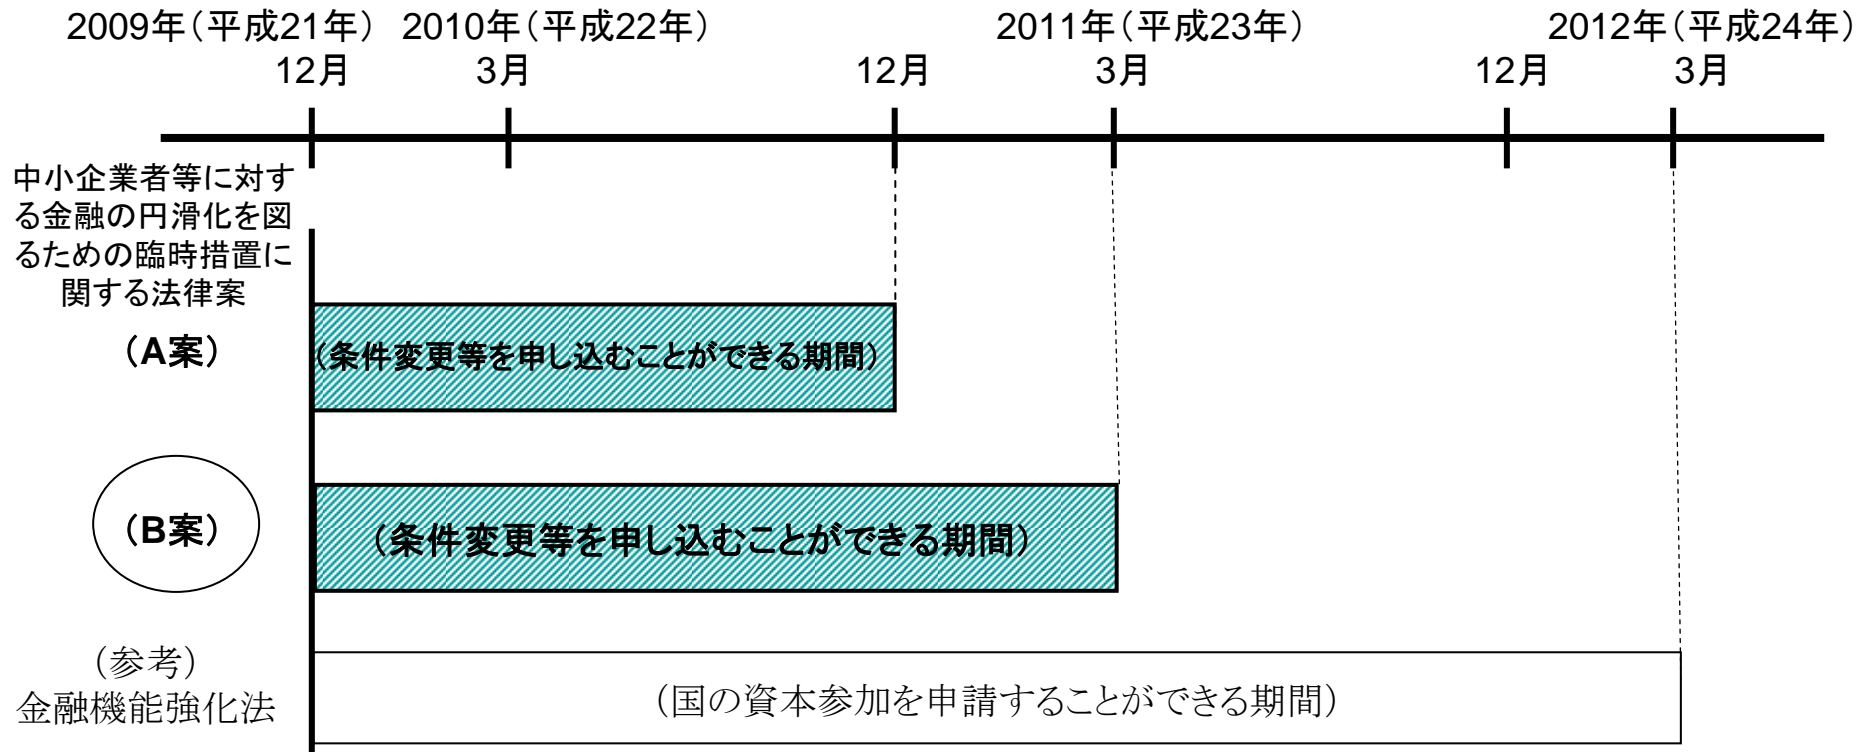 2009年(平成21年) 2010年(平成22年) 2011年(平成23年) 2012年(平成24年)
12月 3月 12月 3月 12月 3月
中小企業者等に対す
る金融の円滑化を図
るための臨時措置に
関する法律案
(A案)
(条件変更等を申し込むことができる期間)
(B案)
(条件変更等を申し込むことができる期間)
(参考)
金融機能強化法
(国の資本参加を申請することができる期間)